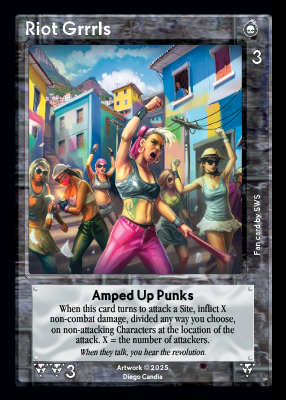 Riot Grrrls
3
Fan card by SWS
Amped Up Punks
When this card turns to attack a Site, inflict X
non-combat damage, divided any way you choose,
on non-attacking Characters at the location of the
attack. X = the number of attackers.
When they talk, you hear the revolution.
3
Artwork © 2025
Diego Candia